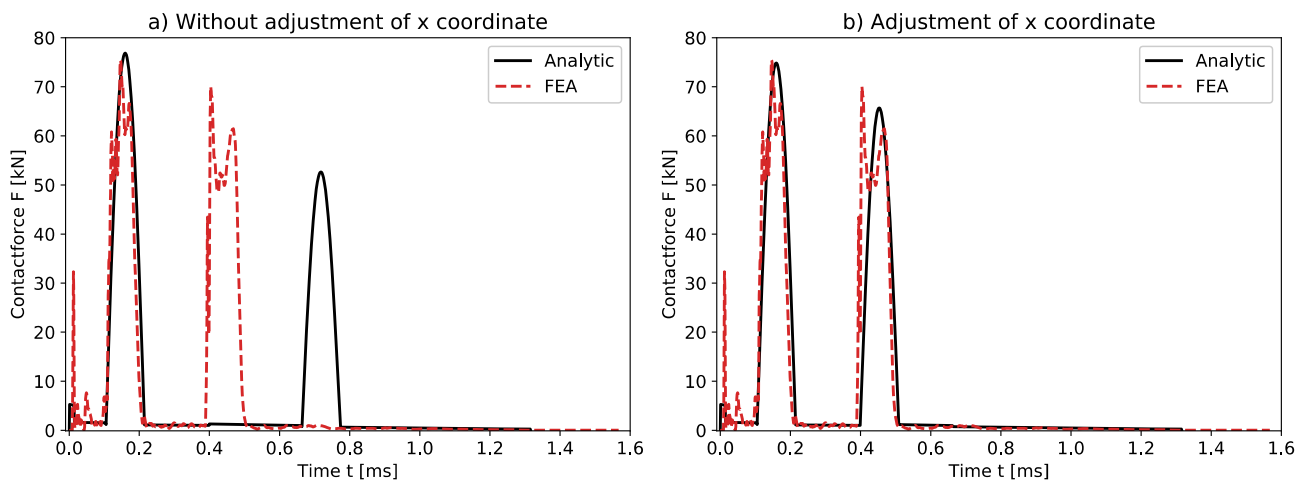 a) Without adjustment of x coordinate
80
70
60
50
40
30
20
10
0
Contactforce F [kN]
Analytic
FEA
0.0 0.2 0.4 0.6 0.8 1.0 1.2 1.4 1.6
Time t [ms]
b) Adjustment of x coordinate
80
70
60
50
40
30
20
10
0
Contactforce F [kN]
Analytic
FEA
0.0 0.2 0.4 0.6 0.8 1.0 1.2 1.4 1.6
Time t [ms]